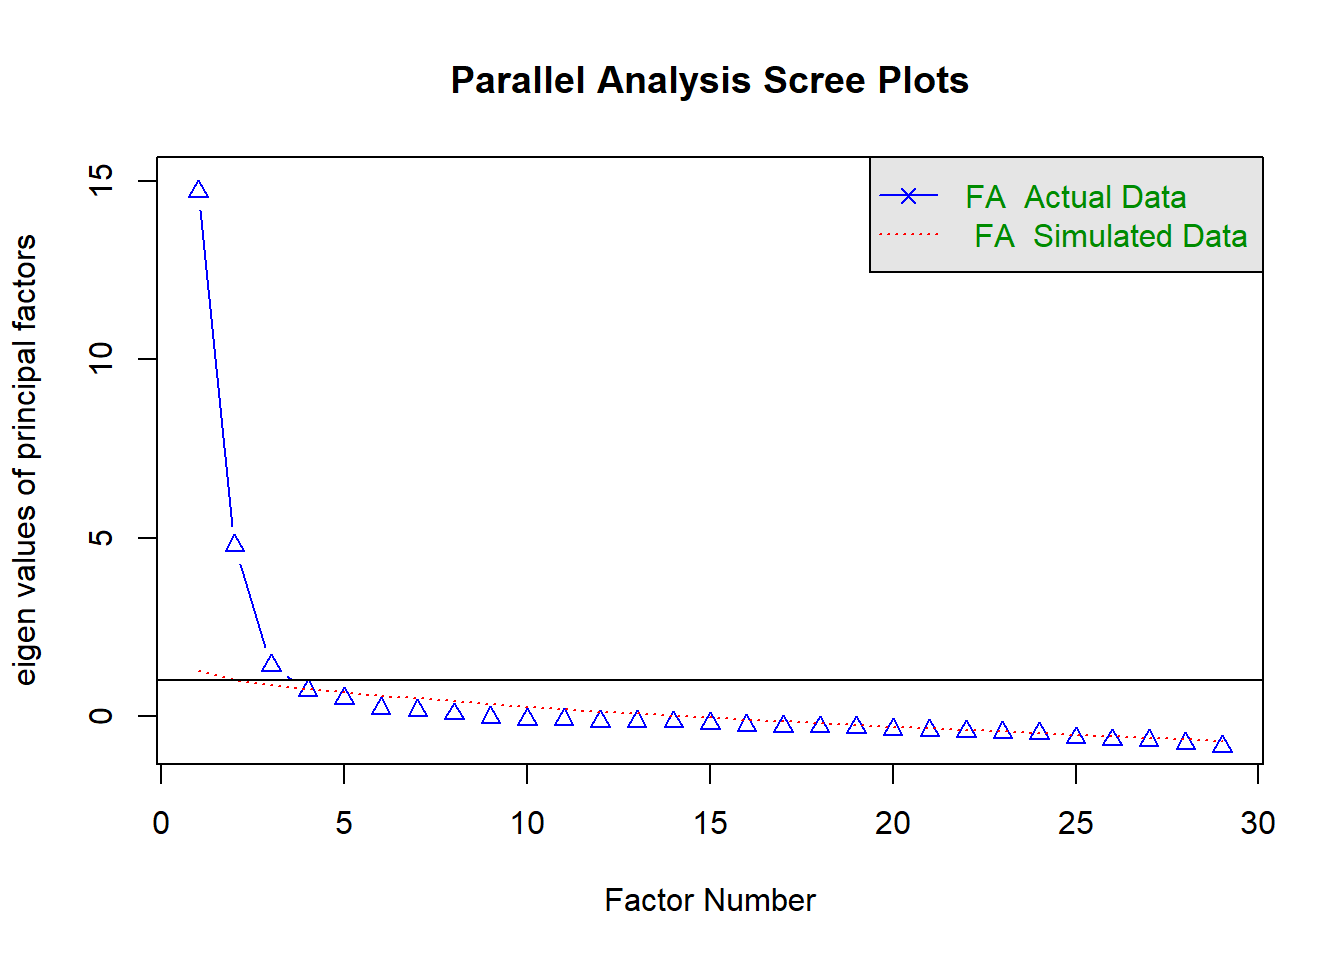 Parallel Analysis Scree Plots
FA Actual Data
FA Simulated Data
eigen values of principal factors
15
10
5
0
0 5 10 15 20 25 30
Factor Number